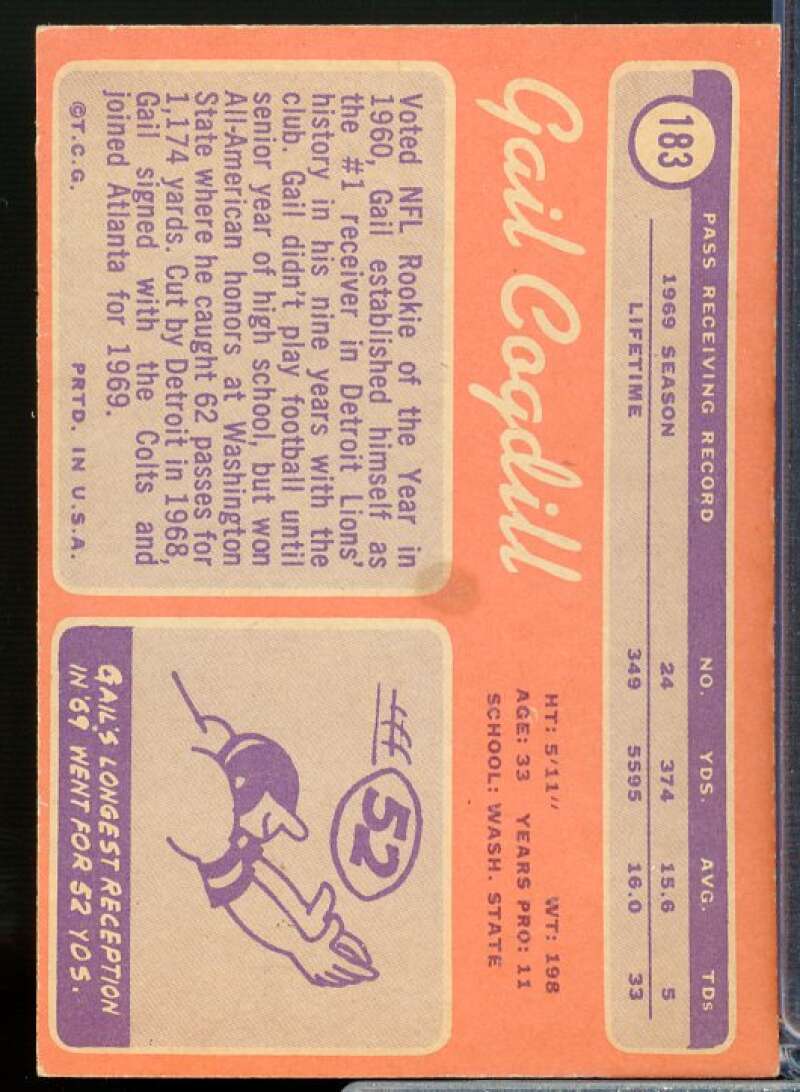 183
PASS RECEIVING RECORD NO. YDS. AVG. TDs
1969 SEASON 24 374 15.6 5
LIFETIME 349 5595 16.0 33
Gail Cogdill
HT: 5'11" WT: 198
AGE: 33 YEARS PRO: 11
SCHOOL: WASH. STATE
Voted NFL Rookie of the Year in
1960, Gail established himself as
the #1 receiver in Detroit Lions'
history in his nine years with the
club. Gail didn't play football until
senior year of high school, but won
All-American honors at Washington
State where he caught 62 passes for
1,174 yards. Cut by Detroit in 1968,
Gail signed with the Colts and
joined Atlanta for 1969.
©T.C.G. PRTD. IN U.S.A.
52
GAIL'S LONGEST RECEPTION
IN '69 WENT FOR 52 YDS.